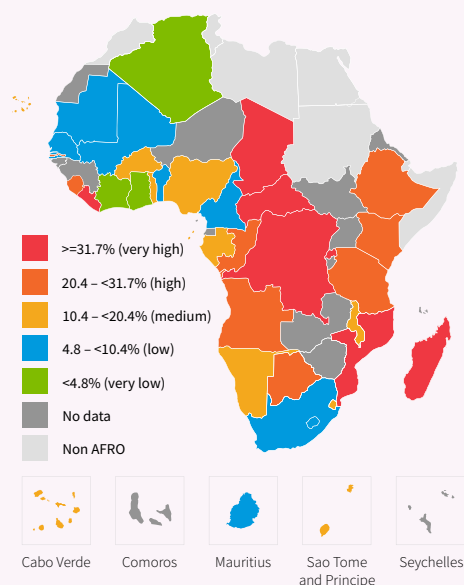 >=31.7% (very high)
20.4 – <31.7% (high)
10.4 – <20.4% (medium)
4.8 – <10.4% (low)
<4.8% (very low)
No data
Non AFRO
Cabo Verde
Comoros
Mauritius
Sao Tome
and Principe
Seychelles